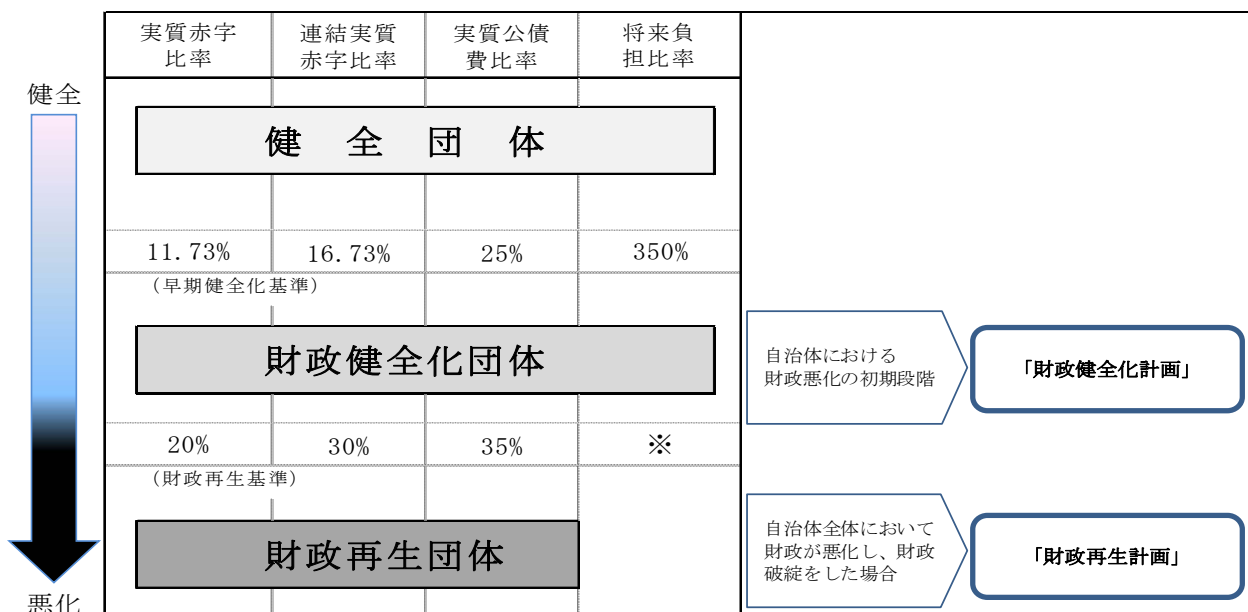 実質赤字
比率
連結実質
赤字比率
実質公債
費比率
将来負
担比率
健全
健 全 団 体
11.73%
16.73%
25%
350%
(早期健全化基準)
財政健全化団体
自治体における
財政悪化の初期段階
「財政健全化計画」
20%
30%
35%
※
(財政再生基準)
財政再生団体
自治体全体において
財政が悪化し、財政
破綻をした場合
「財政再生計画」
悪化